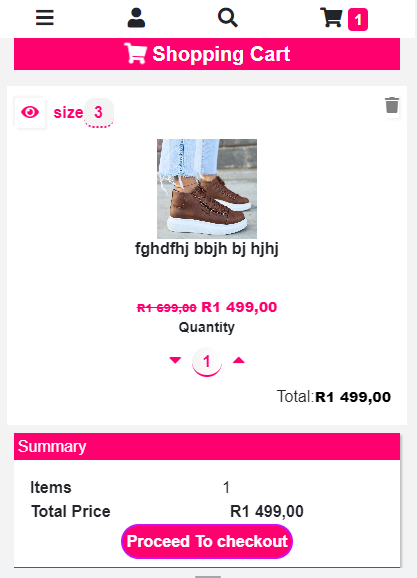 1
Shopping Cart
size 3
fghdfhj bbjh bj hjhj
R1 699,00 R1 499,00
Quantity
1
Total:R1 499,00
Summary
Items 1
Total Price R1 499,00
Proceed To checkout